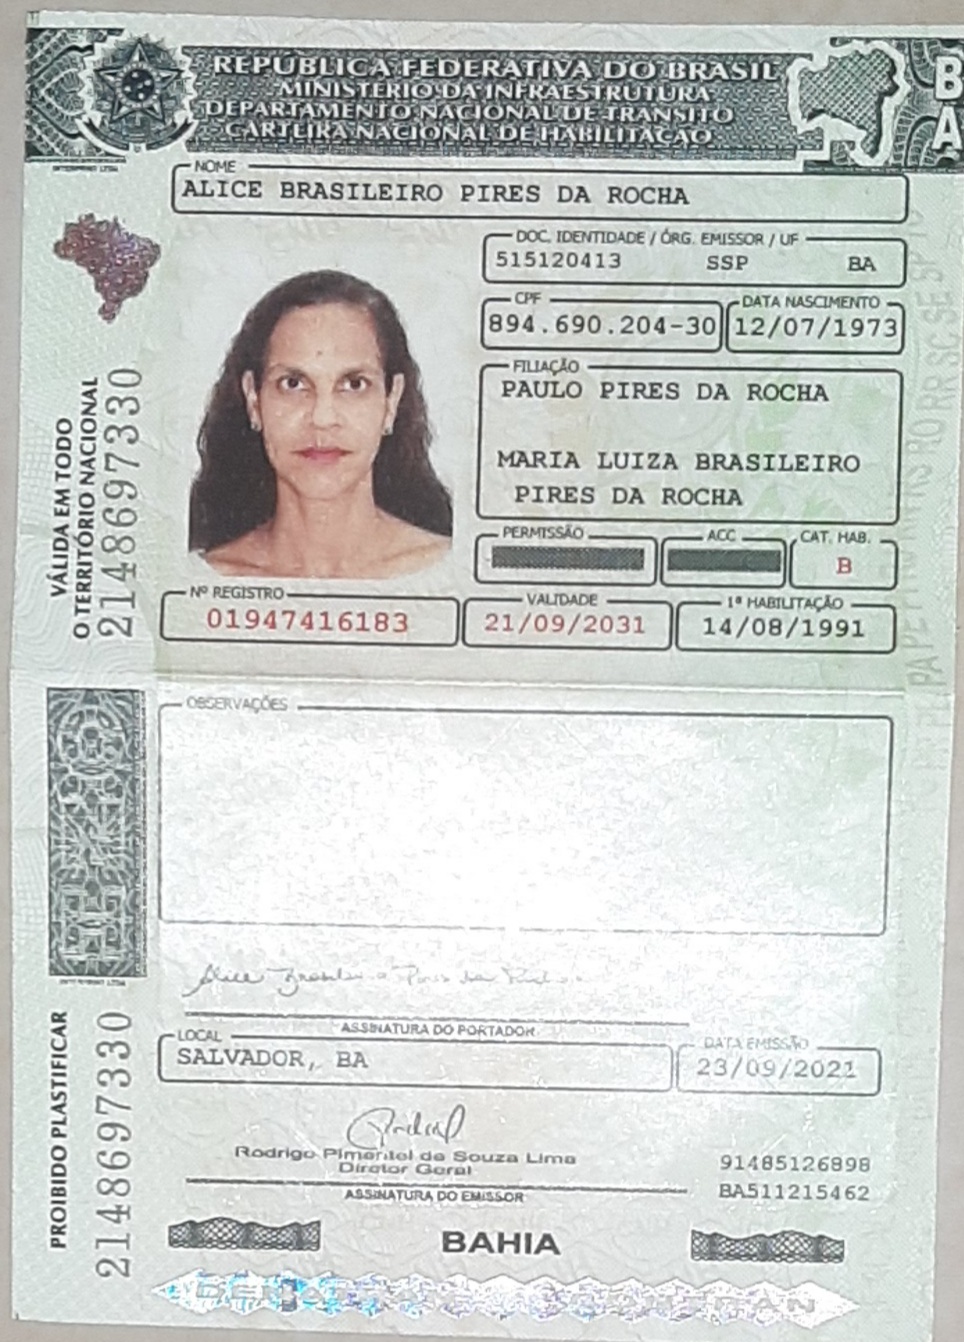 REPÚBLICA FEDERATIVA DO BRASIL
MINISTÉRIO DA INFRAESTRUTURA
DEPARTAMENTO NACIONAL DE TRÂNSITO
CARTEIRA NACIONAL DE HABILITAÇÃO
BA
NOME
ALICE BRASILEIRO PIRES DA ROCHA
DOC. IDENTIDADE / ÓRG. EMISSOR / UF
515120413 SSP BA
CPF
894.690.204-30
DATA NASCIMENTO
12/07/1973
FILIAÇÃO
PAULO PIRES DA ROCHA
MARIA LUIZA BRASILEIRO
PIRES DA ROCHA
PERMISSÃO
ACC
CAT. HAB.
B
Nº REGISTRO
01947416183
VALIDADE
21/09/2031
1ª HABILITAÇÃO
14/08/1991
VÁLIDA EM TODO
O TERRITÓRIO NACIONAL
2148697330
OBSERVAÇÕES
Alice
ASSINATURA DO PORTADOR
LOCAL
SALVADOR, BA
DATA EMISSÃO
23/09/2021
Rodrigo Pimentel de Souza Lima
Diretor Geral
ASSINATURA DO EMISSOR
91485126898
BA511215462
PROIBIDO PLASTIFICAR
2148697330
BAHIA